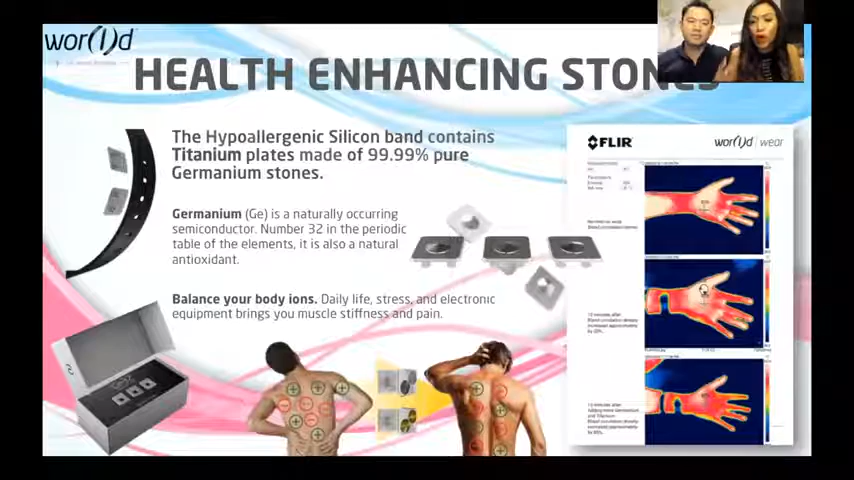 wor(l)d
HEALTH ENHANCING STONES
The Hypoallergenic Silicon band contains
Titanium plates made of 99.99% pure
Germanium stones.
Germanium (Ge) is a naturally occurring
semiconductor. Number 32 in the periodic
table of the elements, it is also a natural
antioxidant.
Balance your body ions. Daily life, stress, and electronic
equipment brings you muscle stiffness and pain.
FLIR
wor(l)d | wear